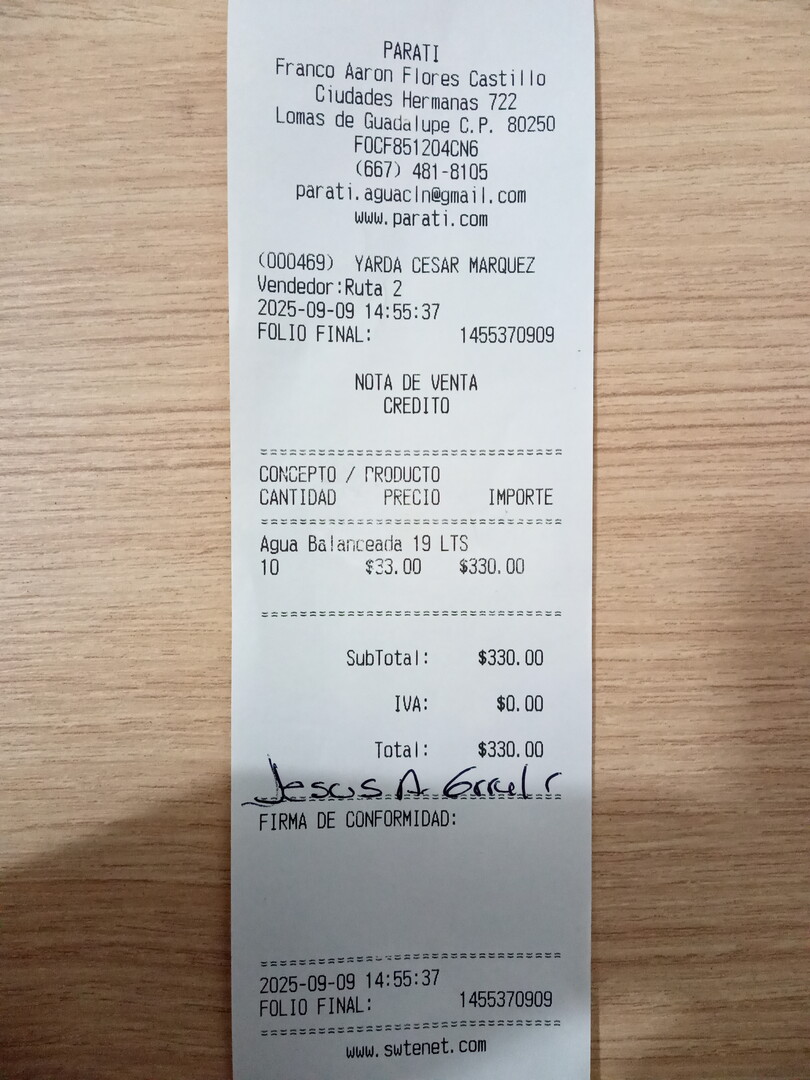 PARATI
Franco Aaron Flores Castillo
Ciudades Hermanas 722
Lomas de Guadalupe C.P. 80250
FOCF851204CN6
(667) 481-8105
parati.aguacln@gmail.com
www.parati.com
(000469) YARDA CESAR MARQUEZ
Vendedor:Ruta 2
2025-09-09 14:55:37
FOLIO FINAL: 1455370909
NOTA DE VENTA
CREDITO
CONCEPTO / PRODUCTO
CANTIDAD PRECIO IMPORTE
Agua Balanceada 19 LTS
10 $33.00 $330.00
SubTotal: $330.00
IVA: $0.00
Total: $330.00
Jesus A.
FIRMA DE CONFORMIDAD:
2025-09-09 14:55:37
FOLIO FINAL: 1455370909
www.swtenet.com